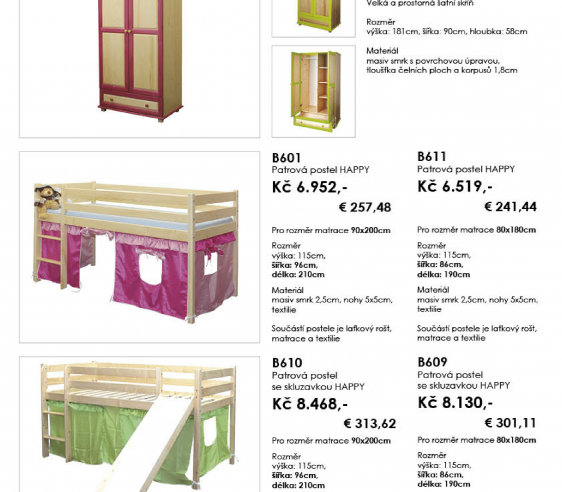 Velká a prostorná šatní skříň
Rozměr
výška: 181cm, šířka: 90cm, hloubka: 58cm
Materiál
masiv smrk s povrchovou úpravou,
tloušťka čelních ploch a korpusů 1,8cm
B601
Patrová postel HAPPY
Kč 6.952,-
€ 257,48
Pro rozměr matrace 90x200cm
Rozměr
výška: 115cm,
šířka: 96cm,
délka: 210cm
Materiál
masiv smrk 2,5cm, nohy 5x5cm,
textilie
Součástí postele je laťkový rošt,
matrace a textilie
B611
Patrová postel HAPPY
Kč 6.519,-
€ 241,44
Pro rozměr matrace 80x180cm
Rozměr
výška: 115cm,
šířka: 86cm,
délka: 190cm
Materiál
masiv smrk 2,5cm, nohy 5x5cm,
textilie
Součástí postele je laťkový rošt,
matrace a textilie
B610
Patrová postel
se skluzavkou HAPPY
Kč 8.468,-
€ 313,62
Pro rozměr matrace 90x200cm
Rozměr
výška: 115cm,
šířka: 96cm,
délka: 210cm
B609
Patrová postel
se skluzavkou HAPPY
Kč 8.130,-
€ 301,11
Pro rozměr matrace 80x180cm
Rozměr
výška: 115cm,
šířka: 86cm,
délka: 190cm